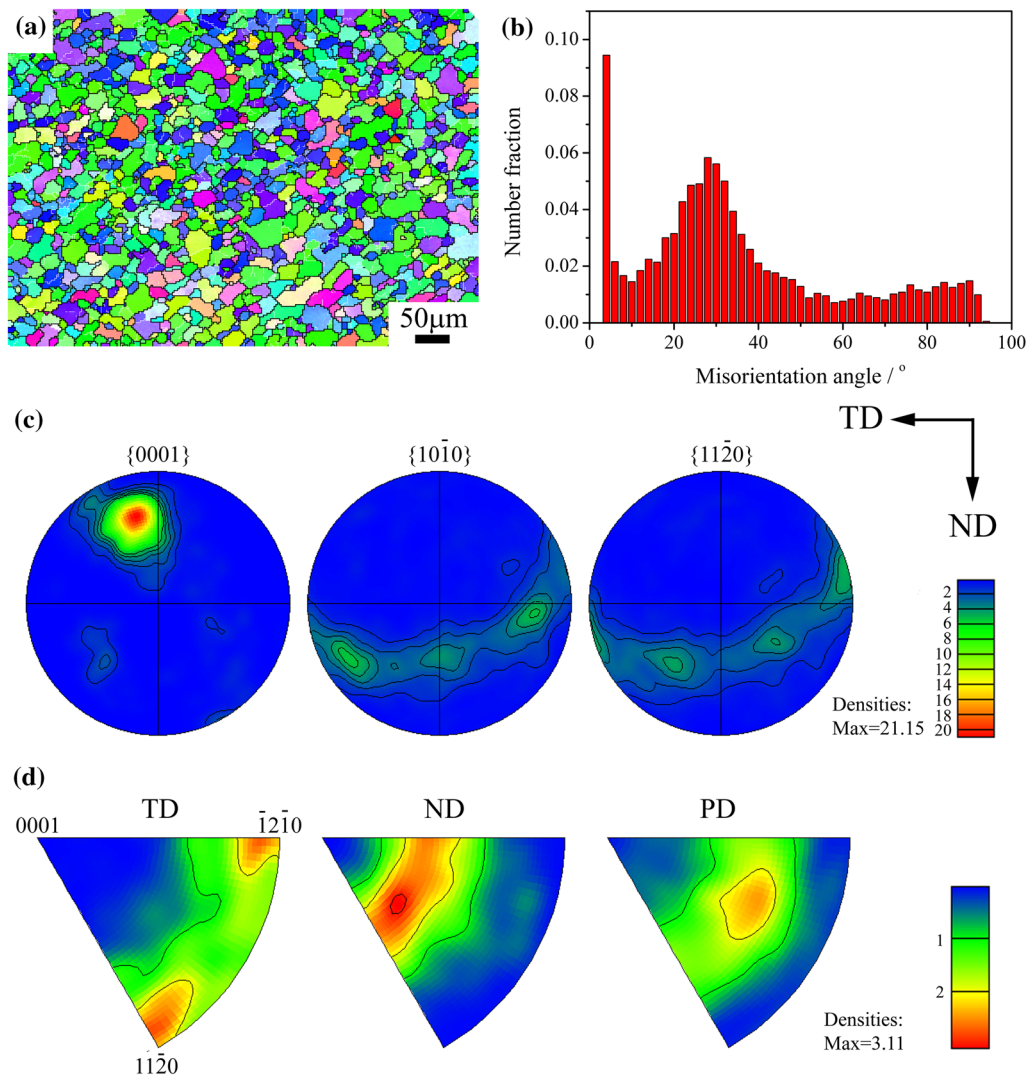 (a)
50μm
(b)
Number fraction
0.10
0.08
0.06
0.04
0.02
0.00
0 20 40 60 80 100
Misorientation angle / °
(c)
TD
ND
{0001}
{101̄0}
{112̄0}
2
4
6
8
10
12
14
16
18
20
Densities:
Max=21.15
(d)
TD
ND
PD
0001
1̄21̄0
112̄0
1
2
Densities:
Max=3.11